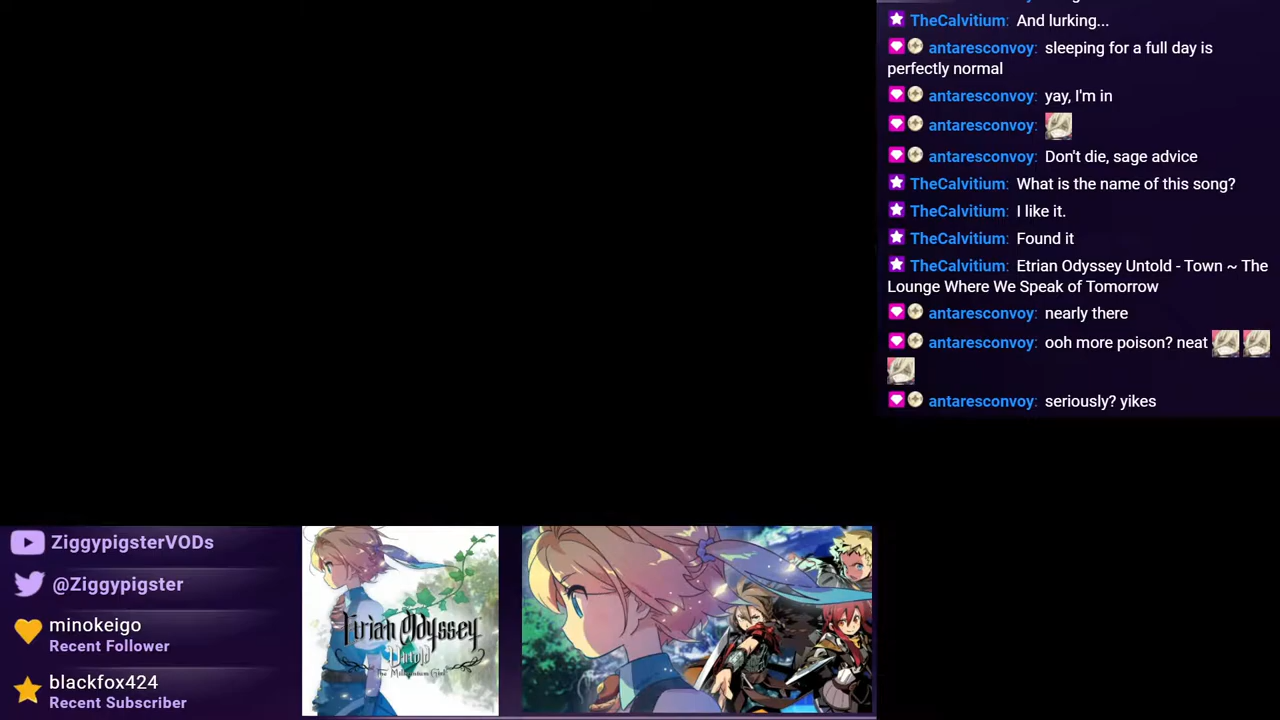 TheCalvitium: And lurking...
antaresconvoy: sleeping for a full day is
perfectly normal
antaresconvoy: yay, I'm in
antaresconvoy:
antaresconvoy: Don't die, sage advice
TheCalvitium: What is the name of this song?
TheCalvitium: I like it.
TheCalvitium: Found it
TheCalvitium: Etrian Odyssey Untold - Town ~ The
Lounge Where We Speak of Tomorrow
antaresconvoy: nearly there
antaresconvoy: ooh more poison? neat
antaresconvoy: seriously? yikes
ZiggypigsterVODs
@Ziggypigster
minokeigo
Recent Follower
blackfox424
Recent Subscriber
Etrian Odyssey
Untold
The Millennium Girl